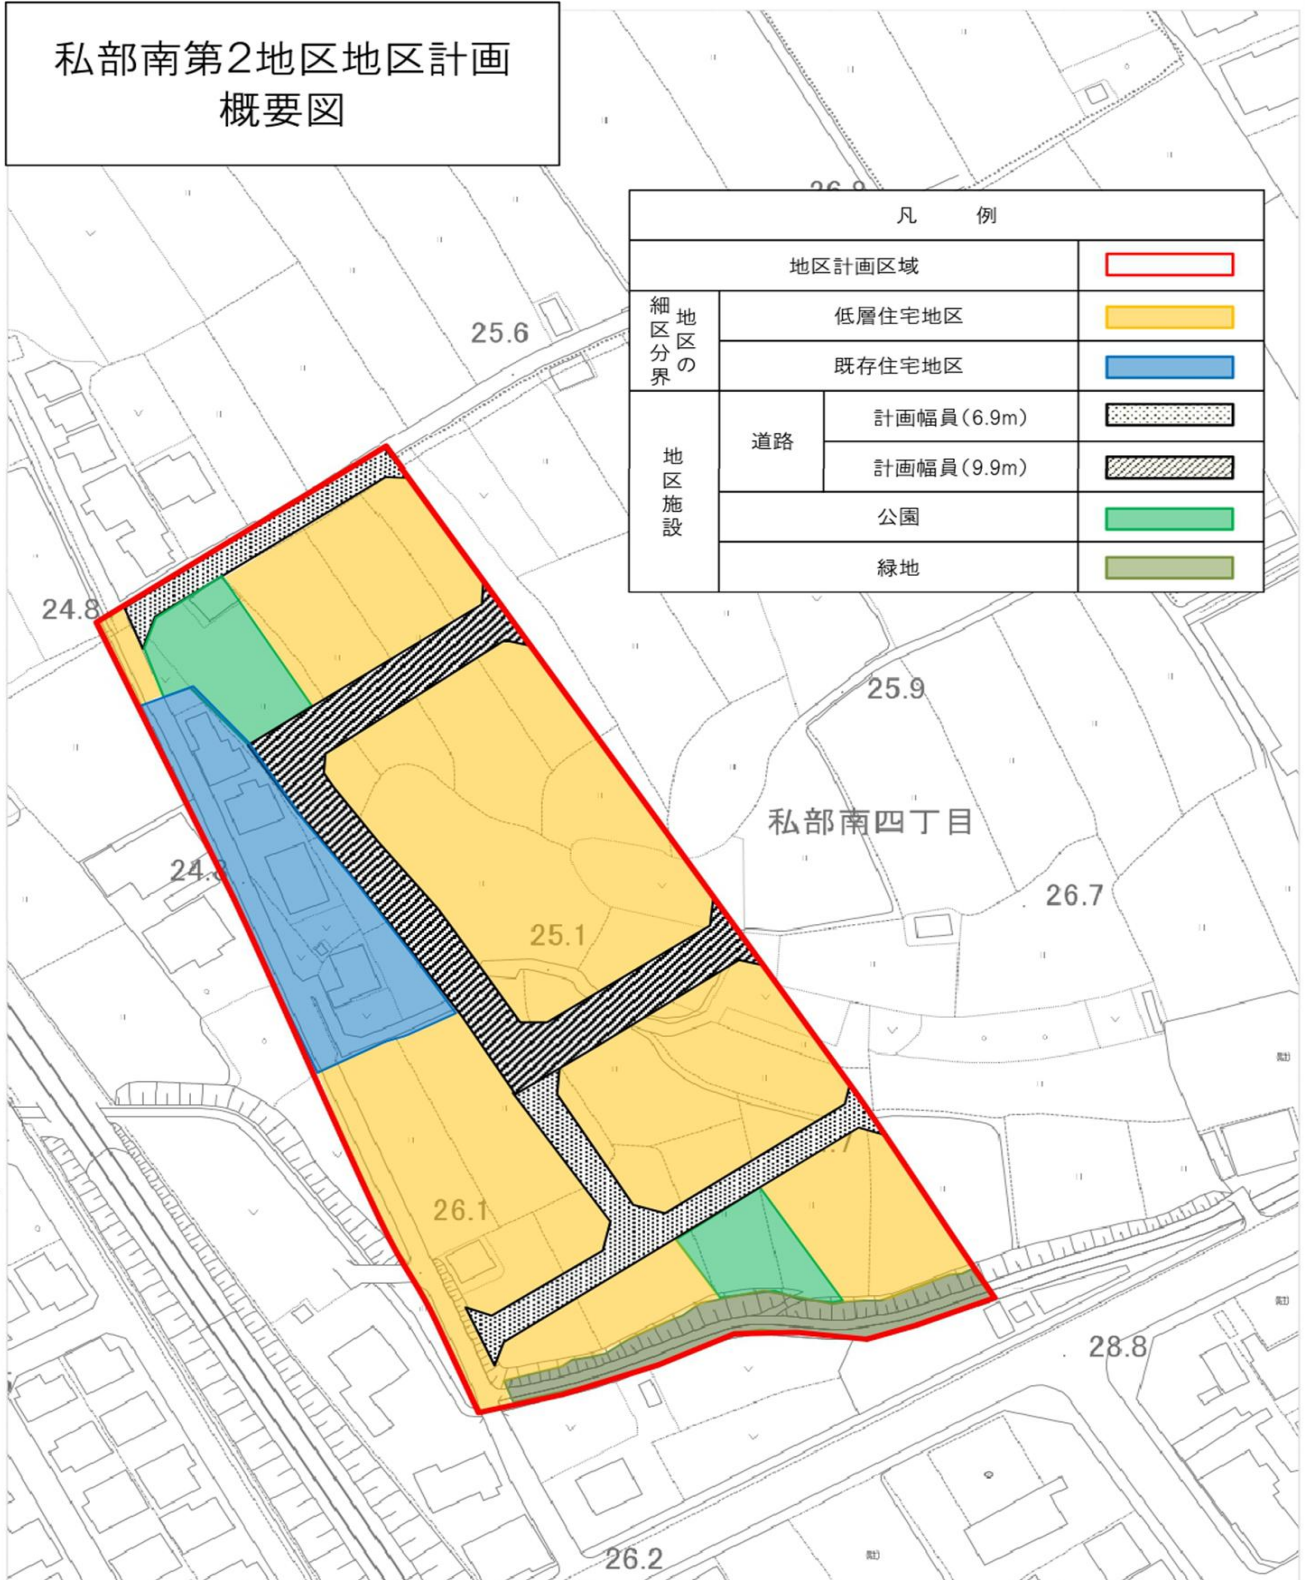 私部南第2地区地区計画
概要図
凡　例
地区計画区域
地区の
細区分界
低層住宅地区
既存住宅地区
地区施設
道路
計画幅員(6.9m)
計画幅員(9.9m)
公園
緑地
25.6
24.8
25.9
私部南四丁目
26.7
25.1
26.1
28.8
26.2